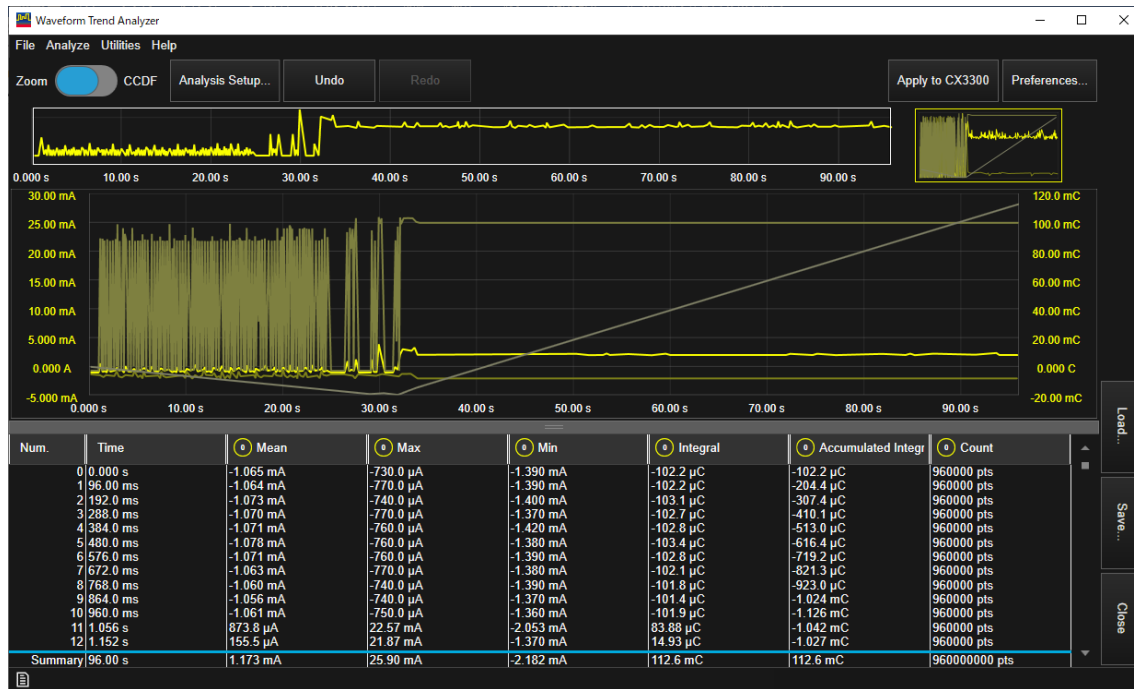 Waveform Trend Analyzer
File Analyze Utilities Help
Zoom CCDF Analysis Setup... Undo Redo Apply to CX3300 Preferences...
0.000 s 10.00 s 20.00 s 30.00 s 40.00 s 50.00 s 60.00 s 70.00 s 80.00 s 90.00 s
30.00 mA 120.0 mC
25.00 mA 100.0 mC
20.00 mA 80.00 mC
15.00 mA 60.00 mC
10.00 mA 40.00 mC
5.000 mA 20.00 mC
0.000 A 0.000 C
-5.000 mA -20.00 mC
0.000 s 10.00 s 20.00 s 30.00 s 40.00 s 50.00 s 60.00 s 70.00 s 80.00 s 90.00 s
Num. Time 0 Mean 0 Max 0 Min 0 Integral 0 Accumulated Integr 0 Count
0 0.000 s -1.065 mA -730.0 µA -1.390 mA -102.2 µC -102.2 µC 960000 pts
1 96.00 ms -1.064 mA -770.0 µA -1.390 mA -102.2 µC -204.4 µC 960000 pts
2 192.0 ms -1.073 mA -740.0 µA -1.400 mA -103.1 µC -307.4 µC 960000 pts
3 288.0 ms -1.070 mA -770.0 µA -1.370 mA -102.7 µC -410.1 µC 960000 pts
4 384.0 ms -1.071 mA -760.0 µA -1.420 mA -102.8 µC -513.0 µC 960000 pts
5 480.0 ms -1.078 mA -760.0 µA -1.380 mA -103.4 µC -616.4 µC 960000 pts
6 576.0 ms -1.071 mA -760.0 µA -1.390 mA -102.8 µC -719.2 µC 960000 pts
7 672.0 ms -1.063 mA -770.0 µA -1.380 mA -102.1 µC -821.3 µC 960000 pts
8 768.0 ms -1.060 mA -740.0 µA -1.390 mA -101.8 µC -923.0 µC 960000 pts
9 864.0 ms -1.056 mA -740.0 µA -1.370 mA -101.4 µC -1.024 mC 960000 pts
10 960.0 ms -1.061 mA -750.0 µA -1.360 mA -101.9 µC -1.126 mC 960000 pts
11 1.056 s 873.8 µA 22.57 mA -2.053 mA 83.88 µC -1.042 mC 960000 pts
12 1.152 s 155.5 µA 21.87 mA -1.370 mA 14.93 µC -1.027 mC 960000 pts
Summary 96.00 s 1.173 mA 25.90 mA -2.182 mA 112.6 mC 112.6 mC 960000000 pts
Load...
Save...
Close